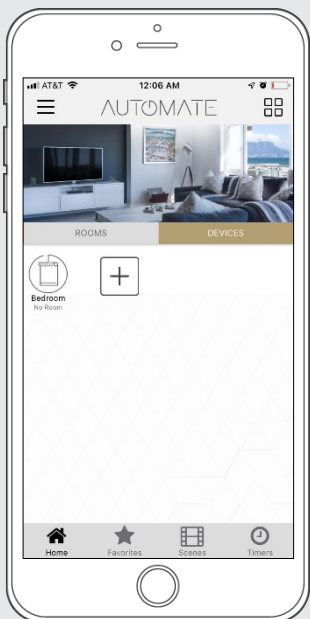 AT&T 12:06 AM
AUTOMATE
ROOMS DEVICES
Bedroom
No Room
Home Favorites Scenes Timers